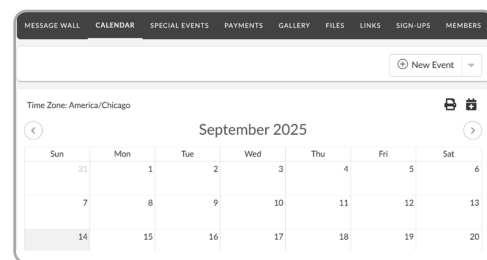 MESSAGE WALL CALENDAR SPECIAL EVENTS PAYMENTS GALLERY FILES LINKS SIGN-UPS MEMBERS
New Event
Time Zone: America/Chicago
September 2025
Sun Mon Tue Wed Thu Fri Sat
31 1 2 3 4 5 6
7 8 9 10 11 12 13
14 15 16 17 18 19 20